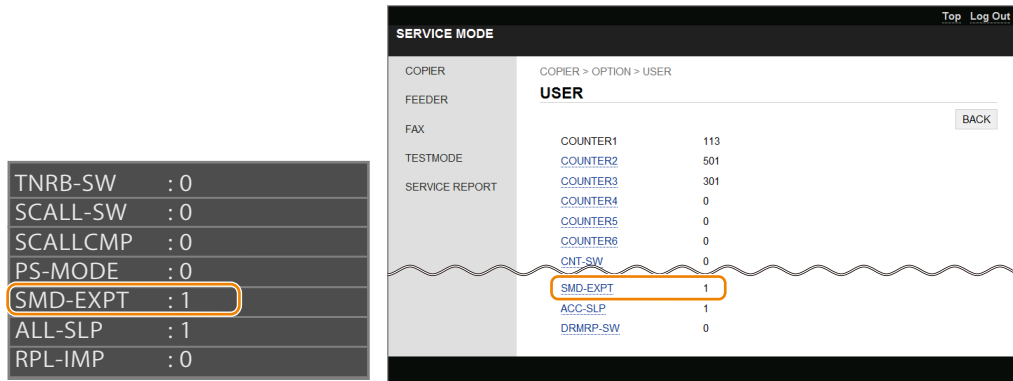 TNRB-SW : 0
SCALL-SW : 0
SCALLCMP : 0
PS-MODE : 0
SMD-EXPT : 1
ALL-SLP : 1
RPL-IMP : 0
Top Log Out
SERVICE MODE
COPIER
FEEDER
FAX
TESTMODE
SERVICE REPORT
COPIER > OPTION > USER
USER
BACK
COUNTER1 113
COUNTER2 501
COUNTER3 301
COUNTER4 0
COUNTER5 0
COUNTER6 0
CNT-SW 0
SMD-EXPT 1
ACC-SLP 1
DRMRP-SW 0